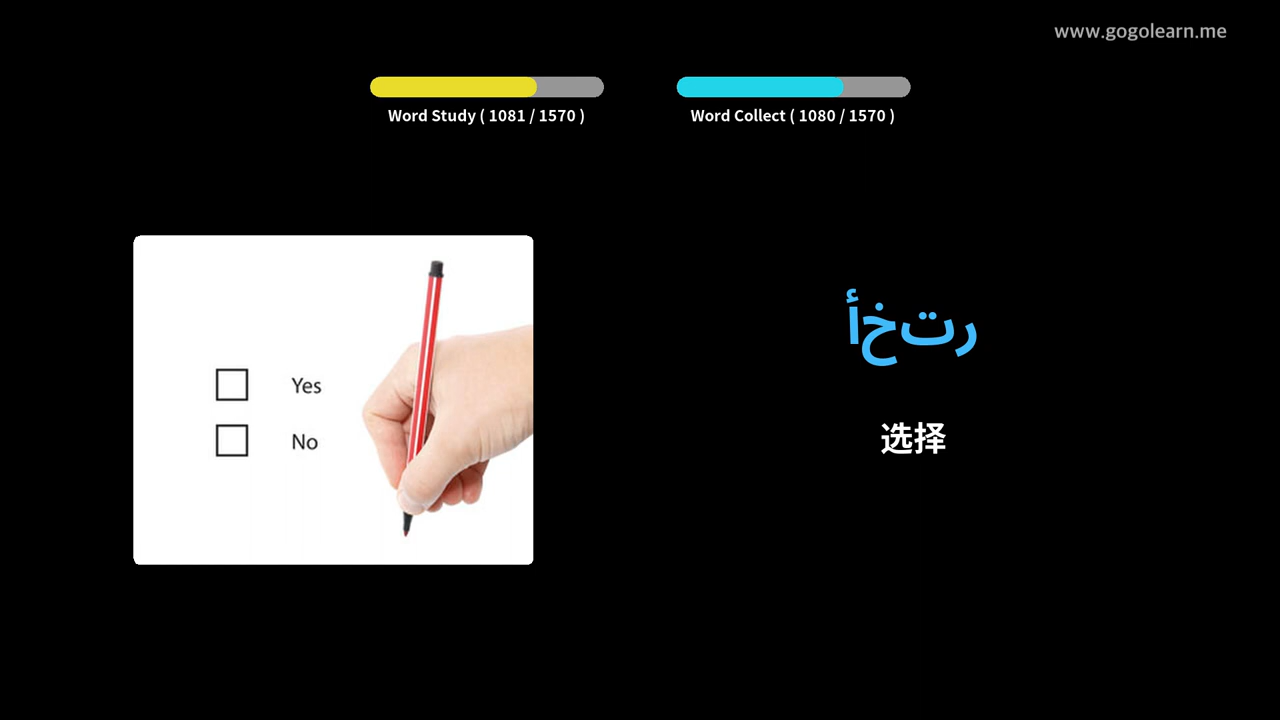 www.gogolearn.me
Word Study ( 1081 / 1570 )
Word Collect ( 1080 / 1570 )
Yes
No
أختر
选择